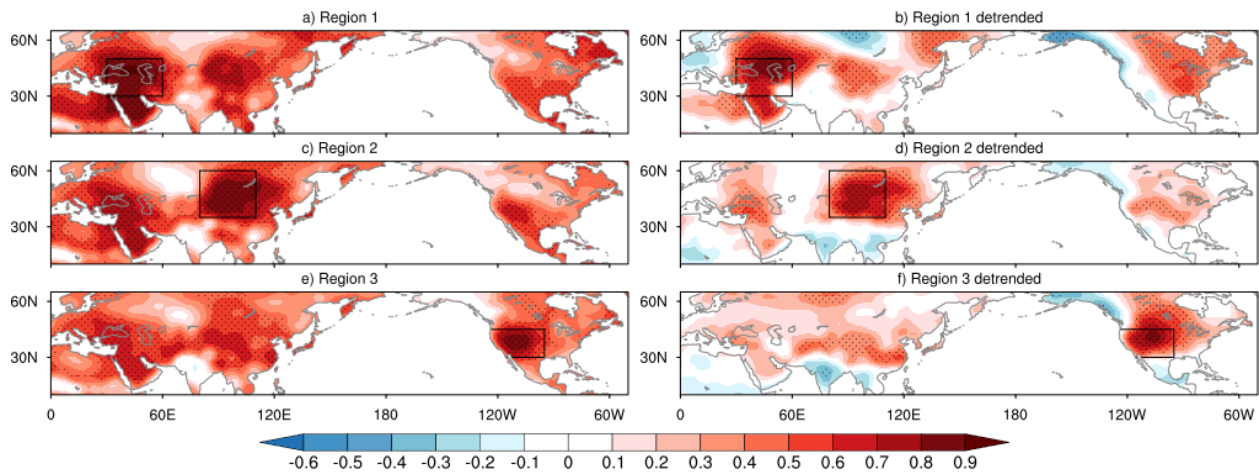 a) Region 1
b) Region 1 detrended
60N
30N
60N
30N
c) Region 2
d) Region 2 detrended
60N
30N
60N
30N
e) Region 3
f) Region 3 detrended
60N
30N
60N
30N
0 60E 120E 180 120W 60W
0 60E 120E 180 120W 60W
-0.6 -0.5 -0.4 -0.3 -0.2 -0.1 0 0.1 0.2 0.3 0.4 0.5 0.6 0.7 0.8 0.9